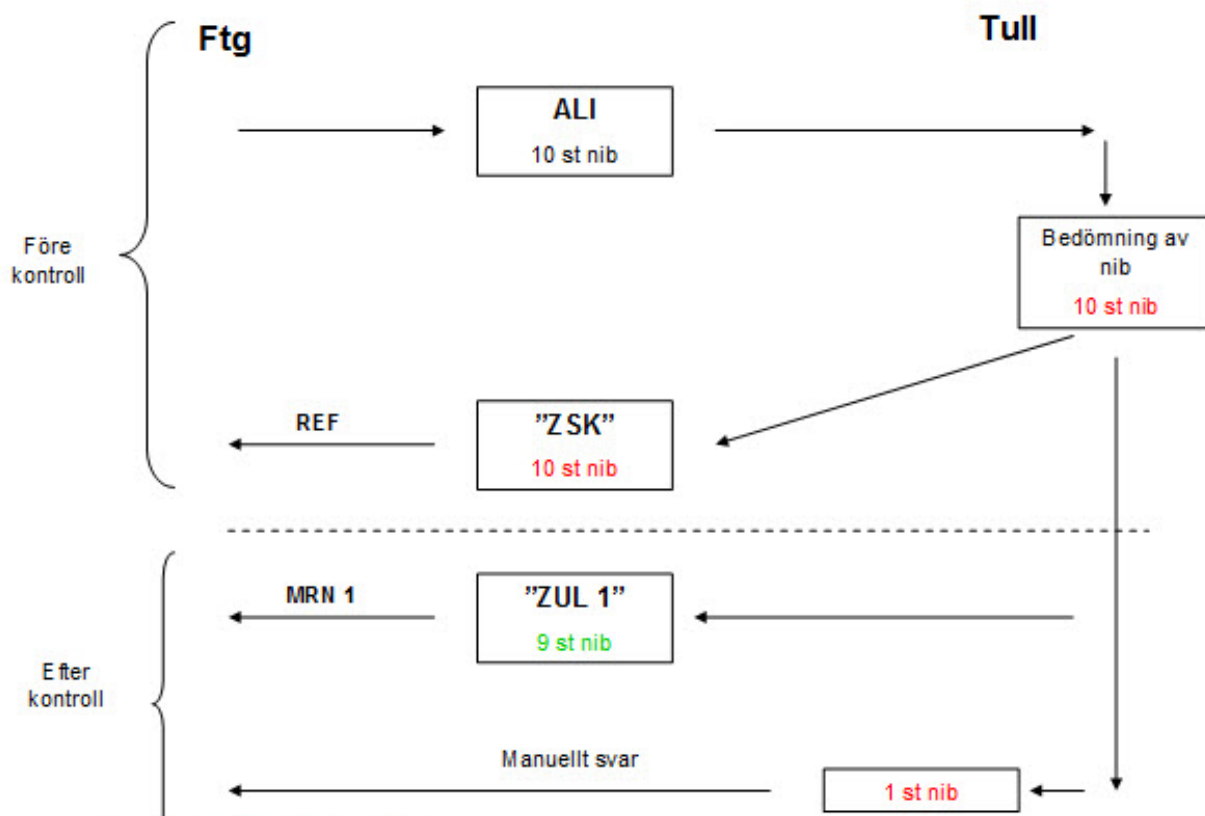 Ftg
Tull
ALI
10 st nib
Före
kontroll
Bedömning av
nib
10 st nib
REF
"ZSK"
10 st nib
MRN 1
"ZUL 1"
9 st nib
Efter
kontroll
Manuellt svar
1 st nib